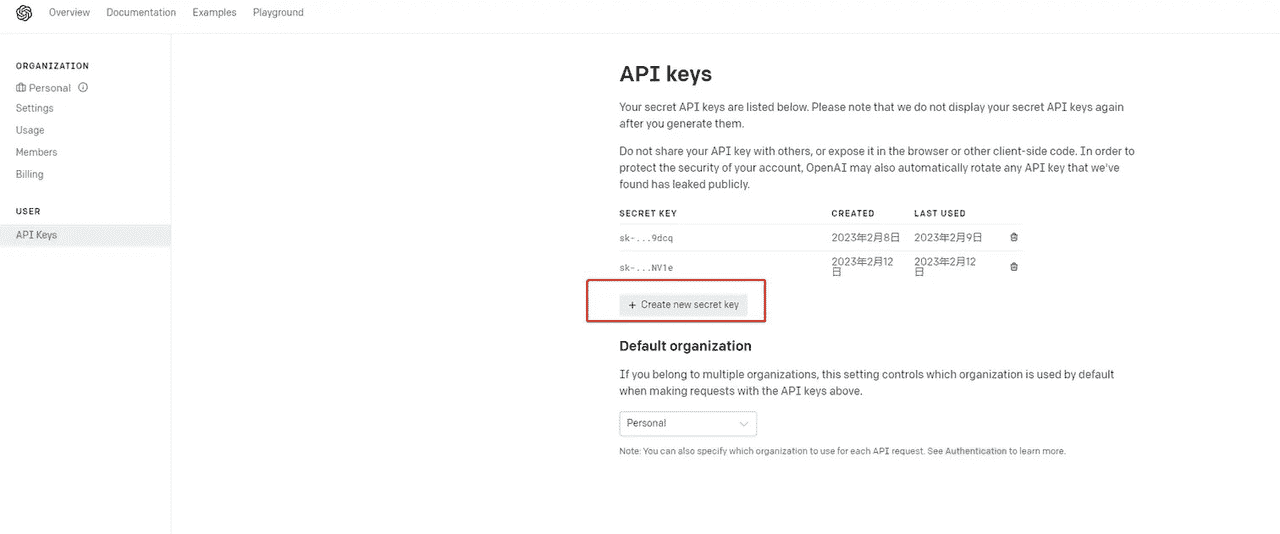 Overview Documentation Examples Playground
ORGANIZATION
Personal
Settings
Usage
Members
Billing
USER
API Keys
API keys
Your secret API keys are listed below. Please note that we do not display your secret API keys again
after you generate them.
Do not share your API key with others, or expose it in the browser or other client-side code. In order to
protect the security of your account, OpenAI may also automatically rotate any API key that we've
found has leaked publicly.
SECRET KEY CREATED LAST USED
sk-...9dcq 2023年2月8日 2023年2月9日
sk-...NV1e 2023年2月12日 2023年2月12日
+ Create new secret key
Default organization
If you belong to multiple organizations, this setting controls which organization is used by default
when making requests with the API keys above.
Personal
Note: You can also specify which organization to use for each API request. See Authentication to learn more.